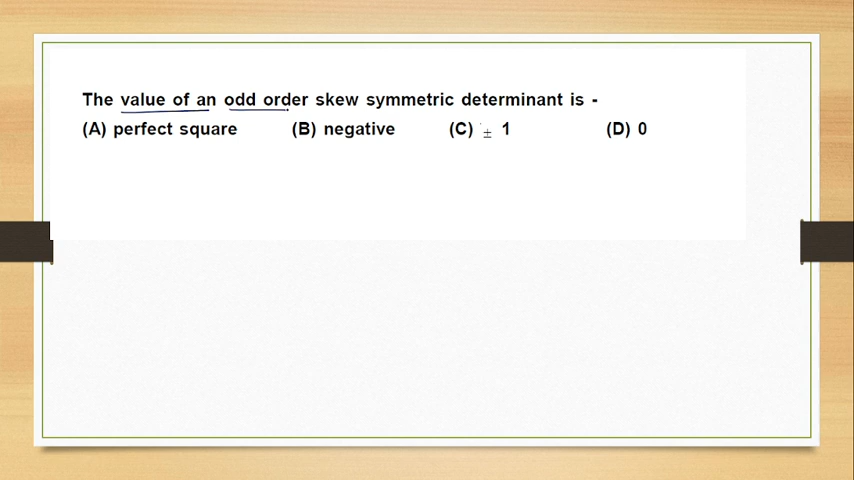 The value of an odd order skew symmetric determinant is -
(A) perfect square (B) negative (C) ± 1 (D) 0